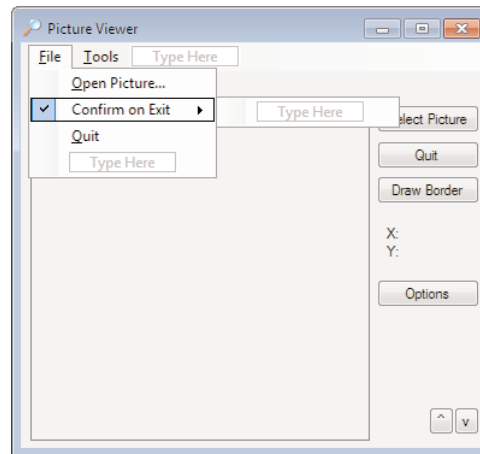 Picture Viewer
File Tools Type Here
Open Picture...
Confirm on Exit Type Here
elect Picture
Quit
Quit
Type Here
Draw Border
X:
Y:
Options
^ v